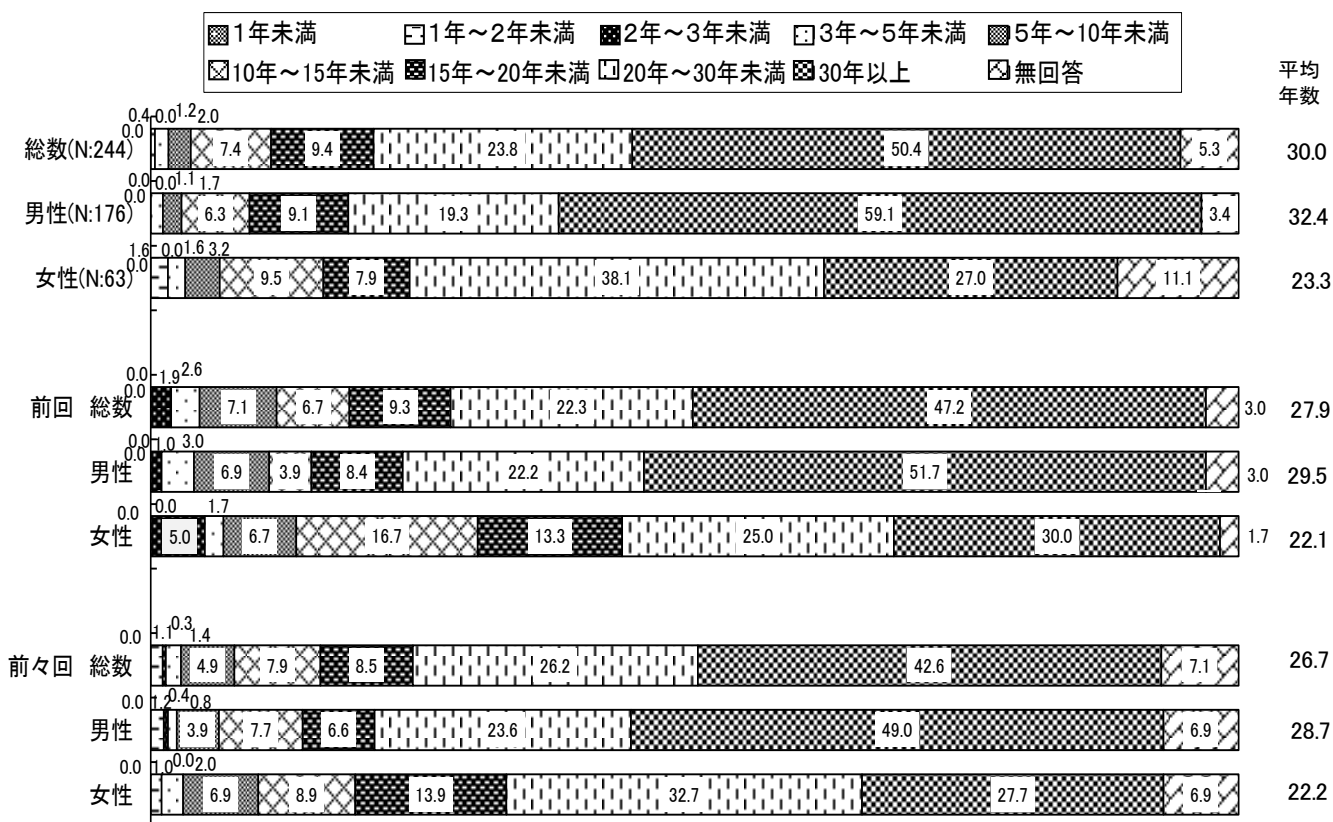 1年未満 1年～2年未満 2年～3年未満 3年～5年未満 5年～10年未満
10年～15年未満 15年～20年未満 20年～30年未満 30年以上 無回答
平均
年数
0.4 0.0 1.2 2.0
0.0
総数(N:244) 7.4 9.4 23.8 50.4 5.3 30.0
0.0 0.0 1.1 1.7
0.0
男性(N:176) 6.3 9.1 19.3 59.1 3.4 32.4
1.6 0.0 1.6 3.2
0.0
女性(N:63) 9.5 7.9 38.1 27.0 11.1 23.3
0.0 1.9 2.6
0.0
前回 総数 7.1 6.7 9.3 22.3 47.2 3.0 27.9
0.0 1.0 3.0
0.0
男性 6.9 3.9 8.4 22.2 51.7 3.0 29.5
0.0 0.0 1.7
女性 5.0 6.7 16.7 13.3 25.0 30.0 1.7 22.1
0.0 1.1 0.3 1.4
前々回 総数 4.9 7.9 8.5 26.2 42.6 7.1 26.7
0.0 1.2 0.4 0.8
男性 3.9 7.7 6.6 23.6 49.0 6.9 28.7
0.0 1.0 0.0 2.0
女性 6.9 8.9 13.9 32.7 27.7 6.9 22.2